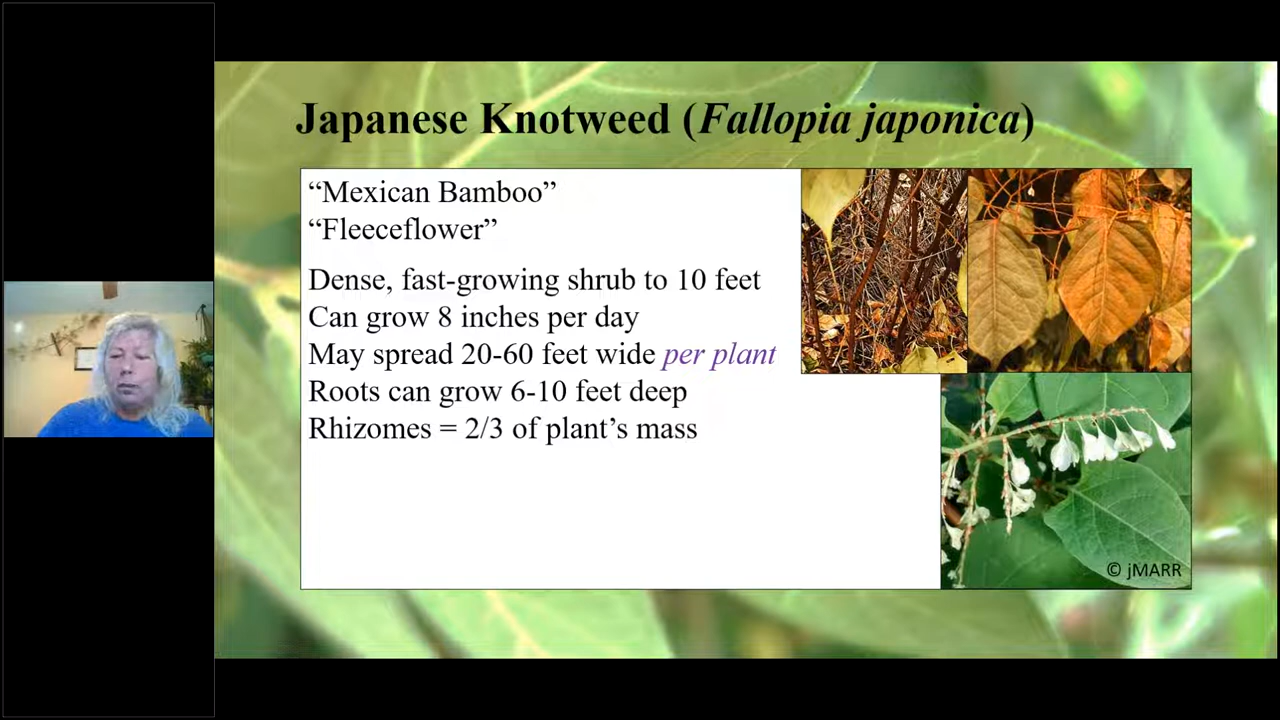 Japanese Knotweed (Fallopia japonica)
“Mexican Bamboo”
“Fleeceflower”
Dense, fast-growing shrub to 10 feet
Can grow 8 inches per day
May spread 20-60 feet wide per plant
Roots can grow 6-10 feet deep
Rhizomes = 2/3 of plant’s mass
© jMARR